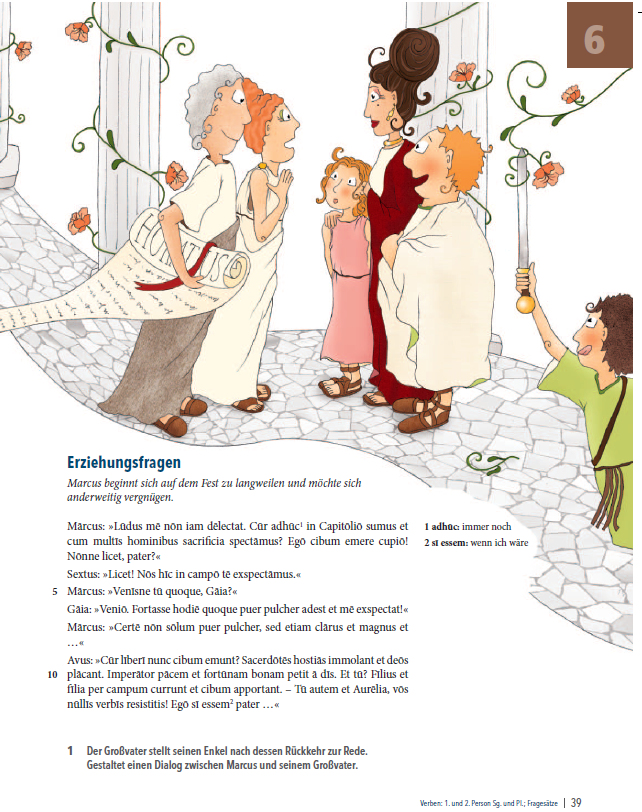 6
HORATIUS
Erziehungsfragen
Marcus beginnt sich auf dem Fest zu langweilen und möchte sich
anderweitig vergnügen.
Mārcus: »Lūdus mē nōn iam dēlectat. Cūr adhūc¹ in Capitōliō sumus et
cum multīs hominibus sacrificia spectāmus? Egō cibum emere cupiō!
Nōnne licet, pater?«
Sextus: »Licet! Nōs hīc in campō tē exspectāmus.«
5 Mārcus: »Venīsne tū quoque, Gāia?«
Gāia: »Veniō. Fortasse hodiē quoque puer pulcher adest et mē exspectat!«
Mārcus: »Certē nōn sōlum puer pulcher, sed etiam clārus et magnus et
…«
Avus: »Cūr līberī nunc cibum emunt? Sacerdōtēs hostiās immolant et deōs
10 plācant. Imperātor pācem et fortūnam bonam petit ā dīs. Et tū? Fīlius et
fīlia per campum currunt et cibum apportant. – Tū autem et Aurēlia, vōs
nūllīs verbīs resistitis! Egō sī essem² pater …«
1 adhūc: immer noch
2 sī essem: wenn ich wäre
1 Der Großvater stellt seinen Enkel nach dessen Rückkehr zur Rede.
Gestaltet einen Dialog zwischen Marcus und seinem Großvater.
Verben: 1. und 2. Person Sg. und Pl.; Fragesätze | 39